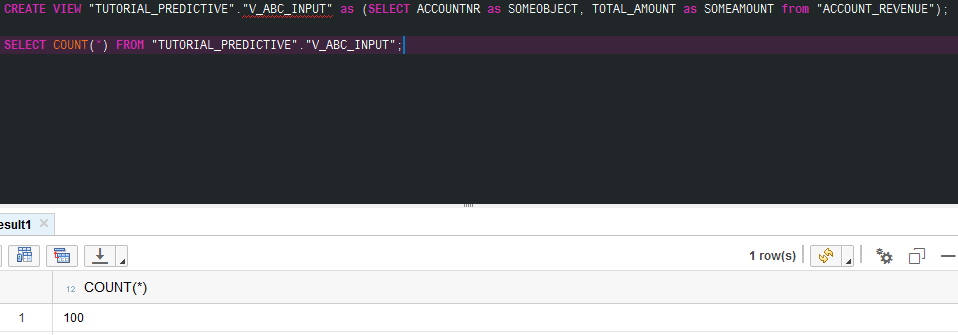 CREATE VIEW "TUTORIAL_PREDICTIVE"."V_ABC_INPUT" as (SELECT ACCOUNTNR as SOMEOBJECT, TOTAL_AMOUNT as SOMEAMOUNT from "ACCOUNT_REVENUE");
SELECT COUNT(*) FROM "TUTORIAL_PREDICTIVE"."V_ABC_INPUT";
esult1
1 row(s)
12 COUNT(*)
1 100